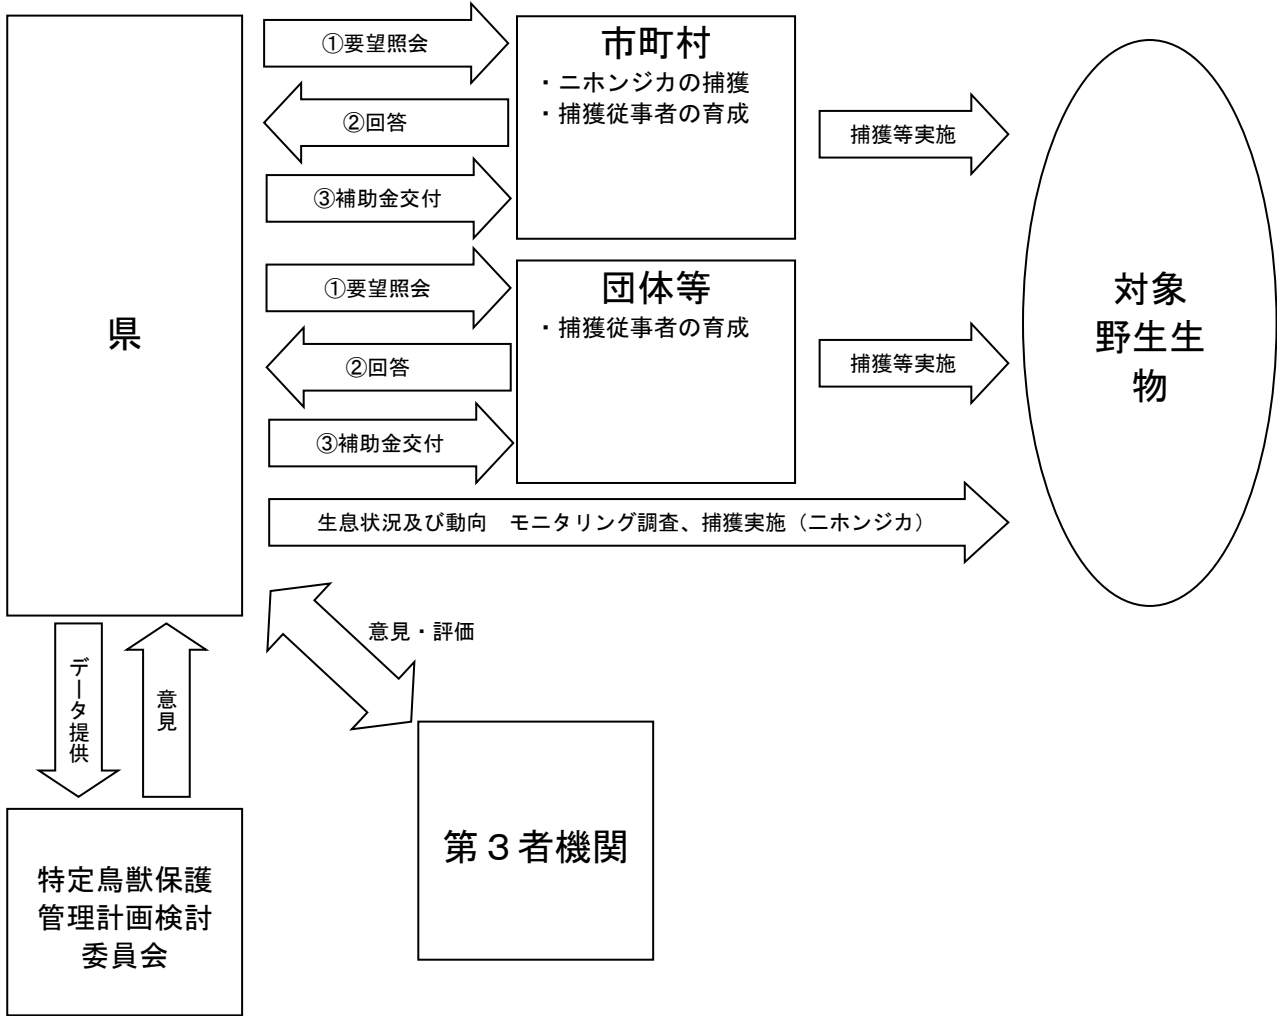 県
①要望照会
②回答
③補助金交付
市町村
・ニホンジカの捕獲
・捕獲従事者の育成
捕獲等実施
①要望照会
②回答
③補助金交付
団体等
・捕獲従事者の育成
捕獲等実施
対象
野生生
物
生息状況及び動向　モニタリング調査、捕獲実施（ニホンジカ）
意見・評価
データ提供
意見
第３者機関
特定鳥獣保護
管理計画検討
委員会